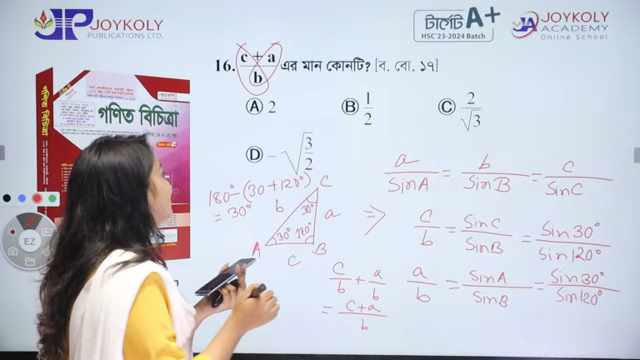 JP JOYKOLY
PUBLICATIONS LTD.
টার্গেট A+
HSC'23-2024 Batch
JOYKOLY
ACADEMY
Online School
16. (c + a)/b এর মান কোনটি? [ব. বো. ১৭]
A 2
B 1/2
C 2/√3
D -√(3/2)
গণিত বিচিত্রা
EZ
180° - (30 + 120°)
= 30°
A
B
C
a
b
c
30°
120°
30°
a/SinA = b/SinB = c/SinC
⇒ c/b = SinC/SinB = Sin30°/Sin120°
a/b = SinA/SinB = Sin30°/Sin120°
c/b + a/b
= (c+a)/b